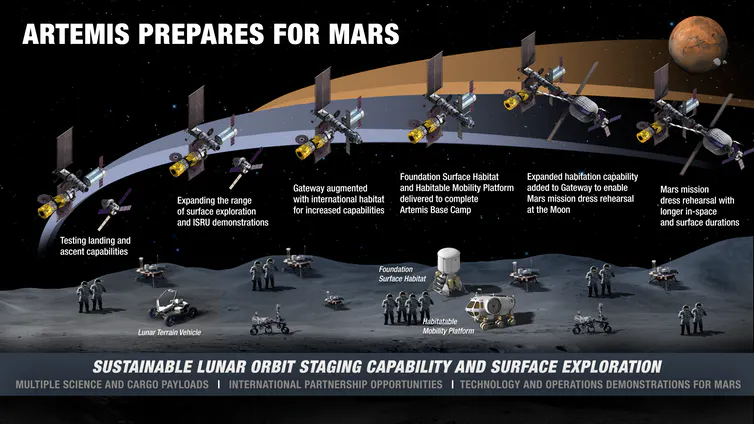 ARTEMIS PREPARES FOR MARS
Testing landing and
ascent capabilities
Expanding the range
of surface exploration
and ISRU demonstrations
Gateway augmented
with international habitat
for increased capabilities
Foundation Surface Habitat
and Habitable Mobility Platform
delivered to complete
Artemis Base Camp
Expanded habitation capability
added to Gateway to enable
Mars mission dress rehearsal
at the Moon
Mars mission
dress rehearsal with
longer in-space
and surface durations
Lunar Terrain Vehicle
Foundation
Surface Habitat
Habitatable
Mobility Platform
SUSTAINABLE LUNAR ORBIT STAGING CAPABILITY AND SURFACE EXPLORATION
MULTIPLE SCIENCE AND CARGO PAYLOADS | INTERNATIONAL PARTNERSHIP OPPORTUNITIES | TECHNOLOGY AND OPERATIONS DEMONSTRATIONS FOR MARS